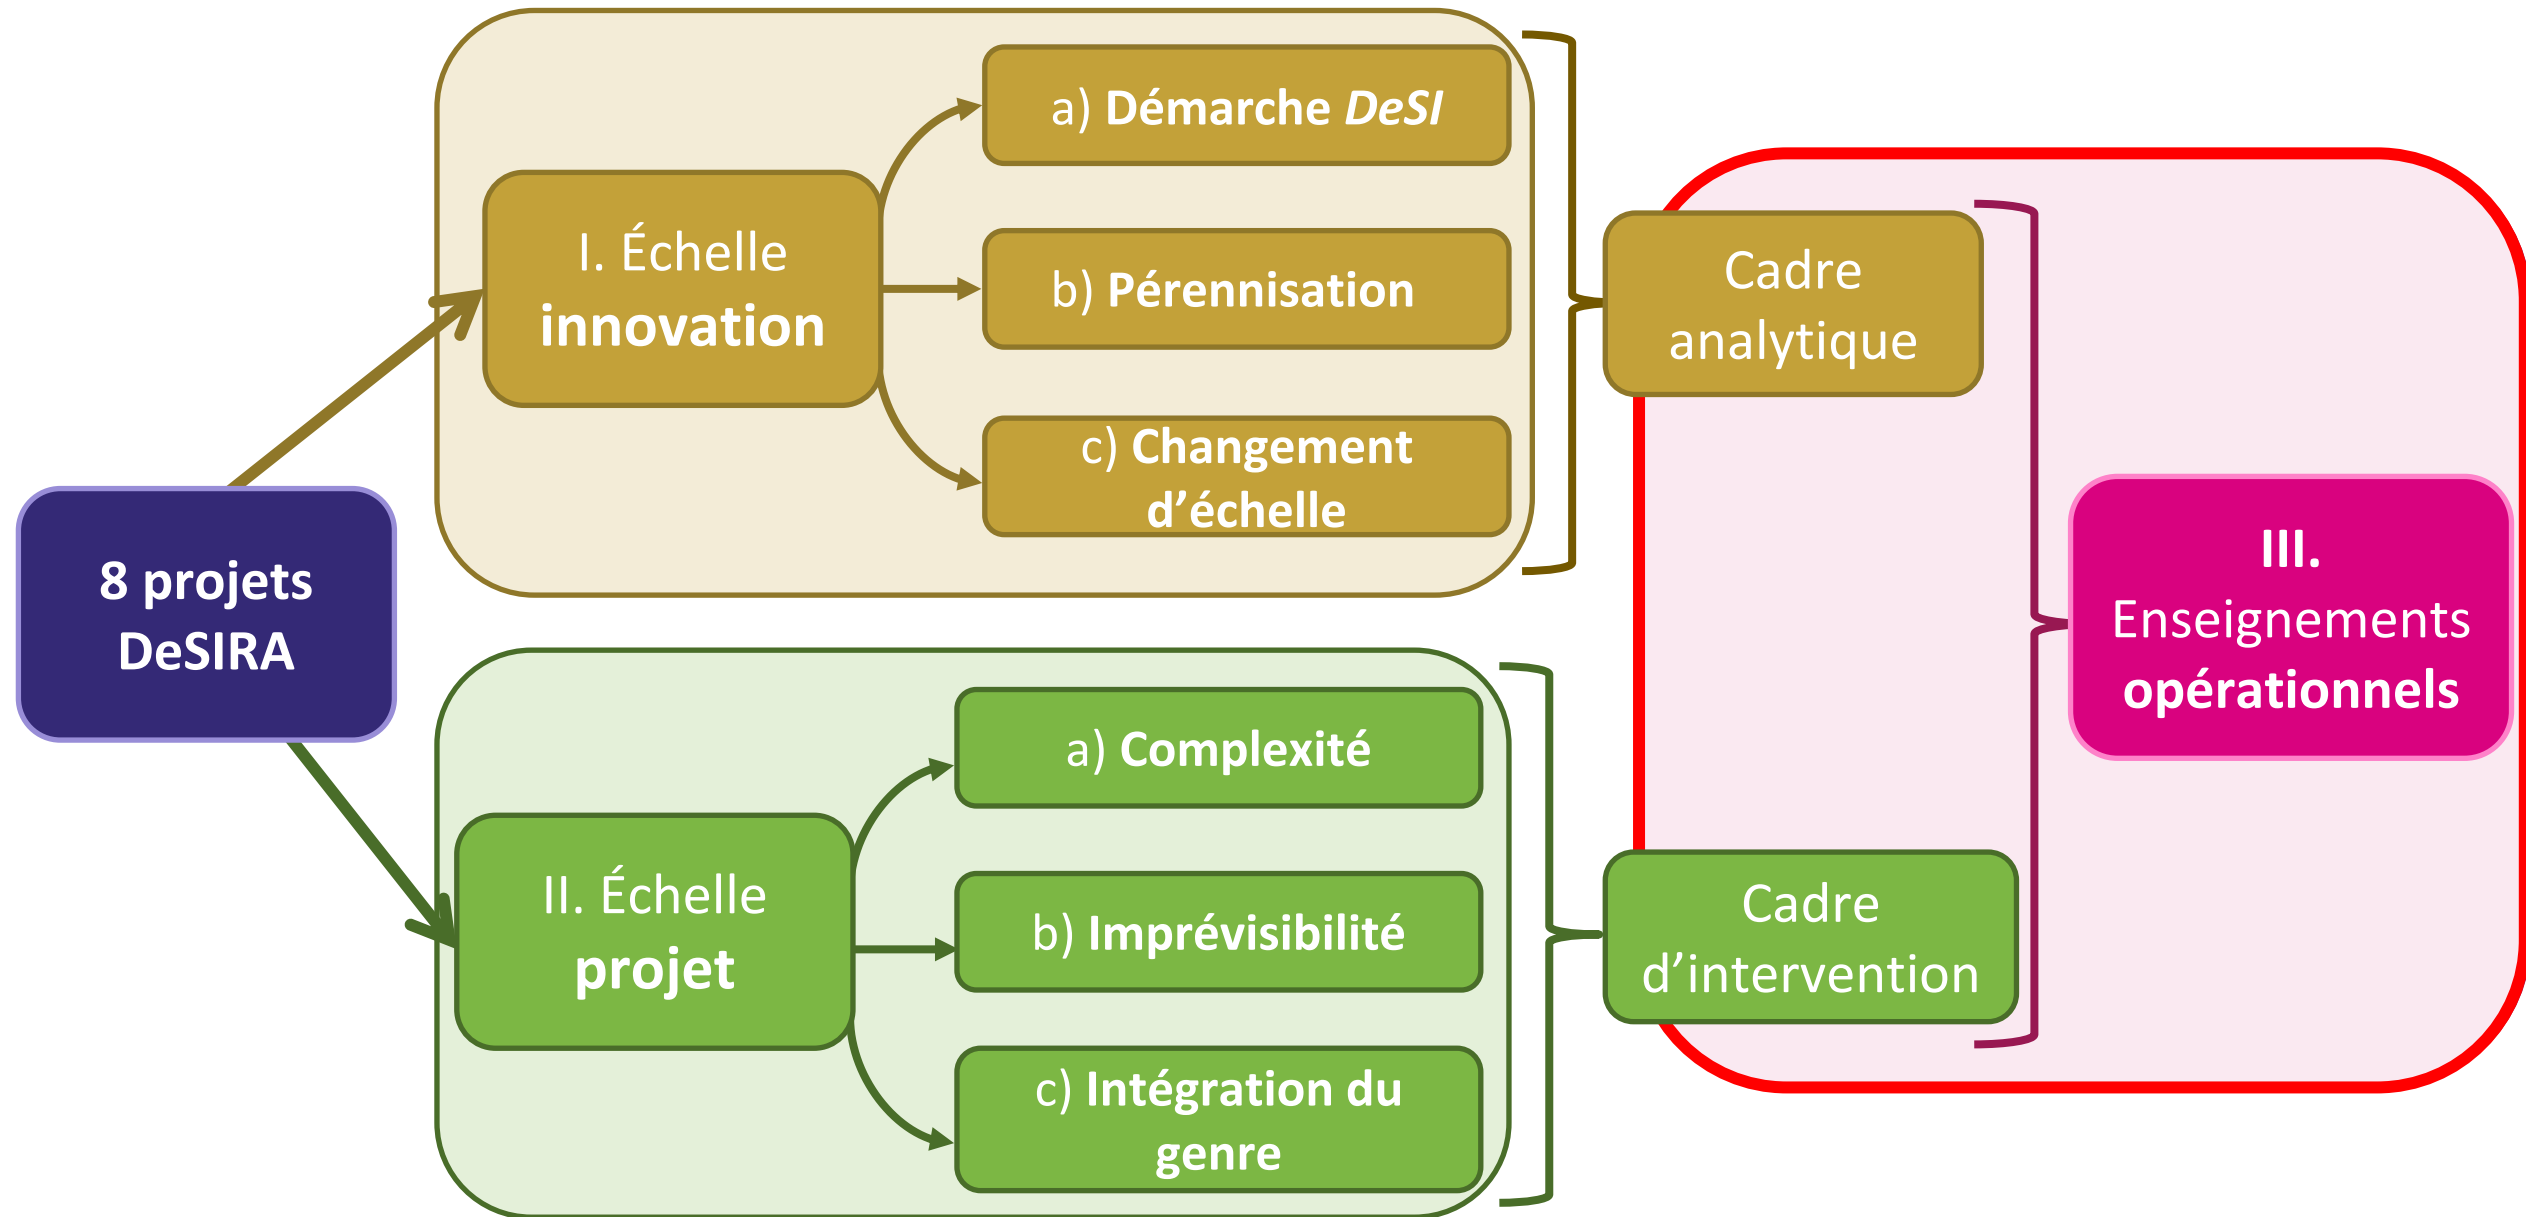 8 projets
DeSIRA
I. Échelle
innovation
a) Démarche DeSI
b) Pérennisation
c) Changement
d’échelle
Cadre
analytique
II. Échelle
projet
a) Complexité
b) Imprévisibilité
c) Intégration du
genre
Cadre
d’intervention
III.
Enseignements
opérationnels